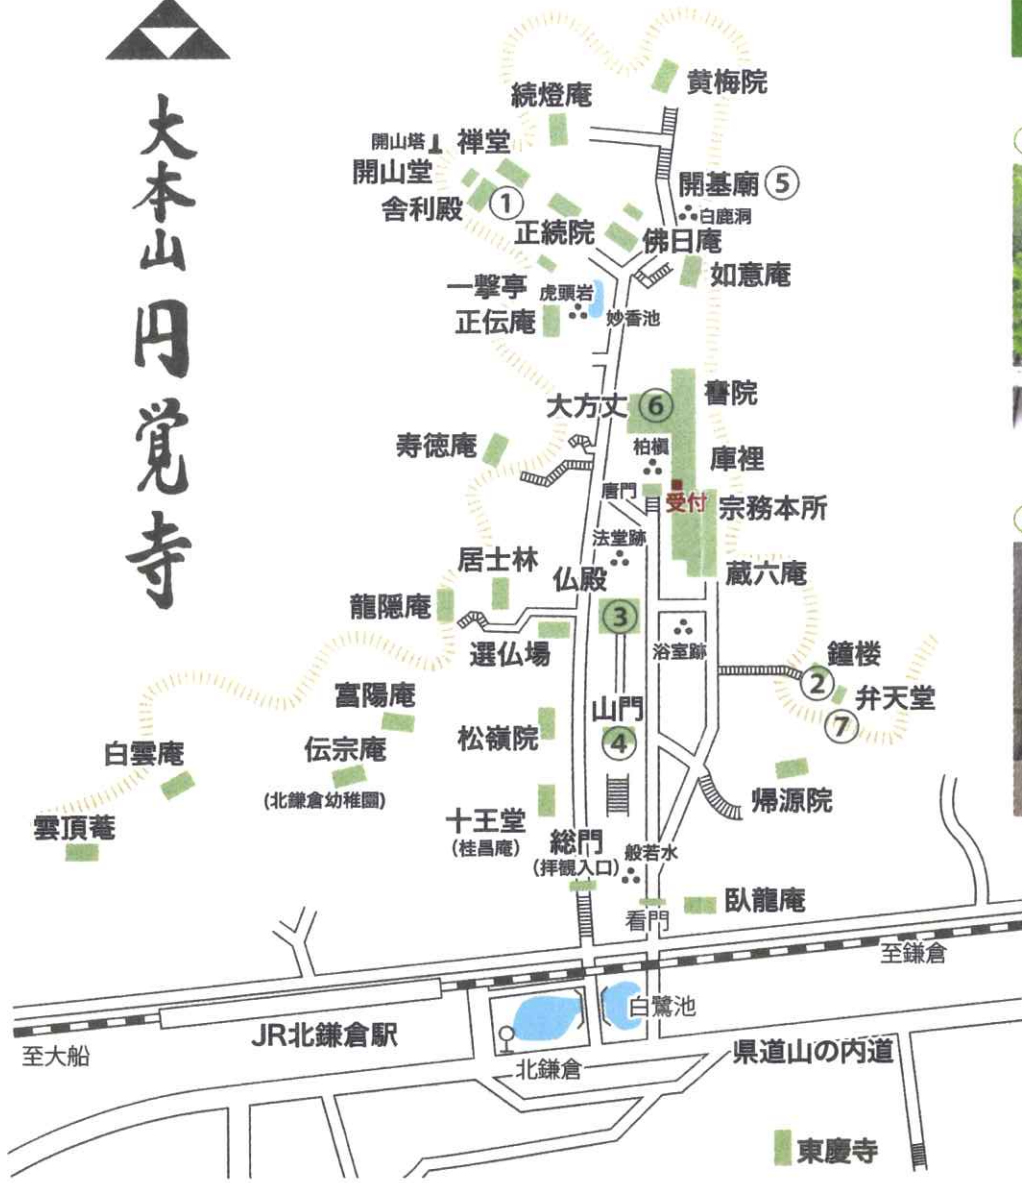 大本山円覚寺
黄梅院
続燈庵
開山塔
禅堂
開山堂
舎利殿
①
開基廟⑤
白鹿洞
正続院
佛日庵
如意庵
一撃亭
虎頭岩
正伝庵
妙香池
書院
大方丈⑥
寿徳庵
柏槇
庫裡
唐門
受付
宗務本所
法堂跡
居士林
仏殿
③
蔵六庵
龍隠庵
選仏場
浴室跡
鐘楼
②
弁天堂
⑦
富陽庵
山門
④
松嶺院
白雲庵
伝宗庵
(北鎌倉幼稚園)
帰源院
雲頂菴
十王堂
(桂昌庵)
総門
(拝観入口)
般若水
臥龍庵
看門
至鎌倉
白鷺池
JR北鎌倉駅
至大船
北鎌倉
県道山の内道
東慶寺